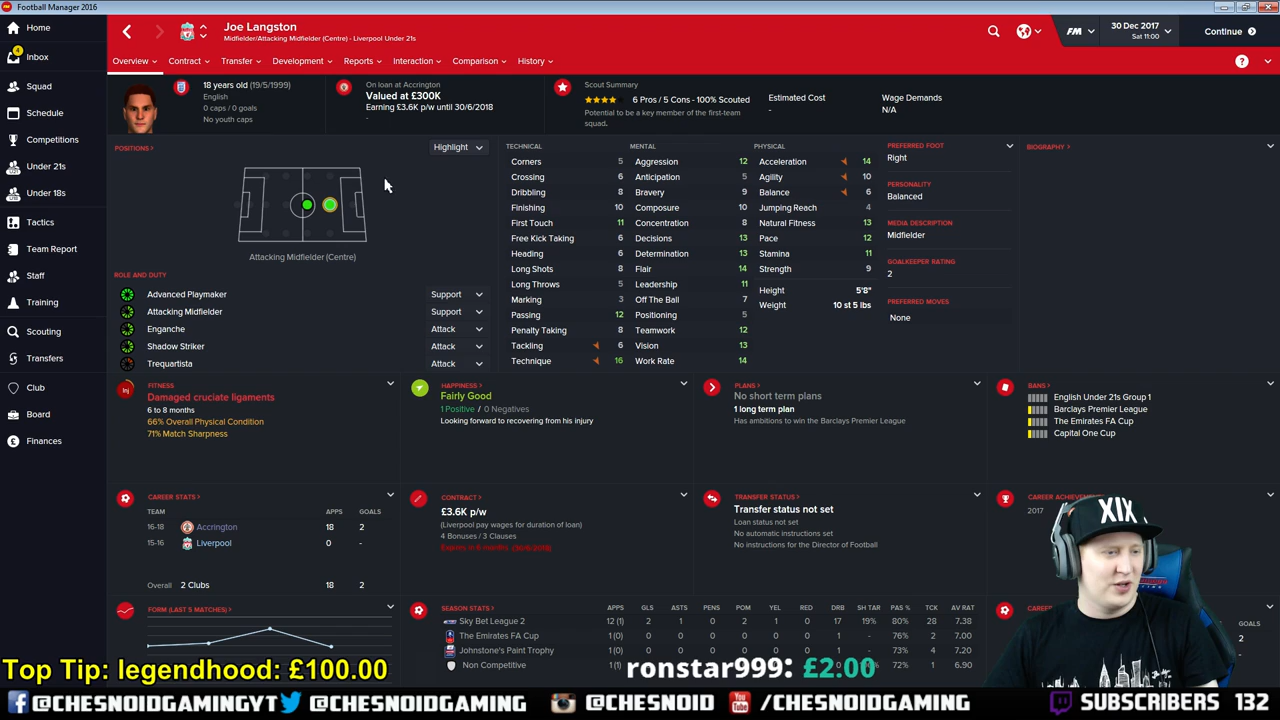 Football Manager 2016
Home
4
Inbox
Squad
Schedule
Competitions
Under 21s
Under 18s
Tactics
Team Report
Staff
Training
Scouting
Transfers
Club
Board
Finances
Joe Langston
Midfielder/Attacking Midfielder (Centre) - Liverpool Under 21s
FM
30 Dec 2017
Sat 11:00
Continue
Overview Contract Transfer Development Reports Interaction Comparison History
18 years old (19/5/1999)
English
0 caps / 0 goals
No youth caps
On loan at Accrington
Valued at £300K
Earning £3.6K p/w until 30/6/2018
-
Scout Summary
6 Pros / 5 Cons - 100% Scouted
Potential to be a key member of the first-team
squad.
Estimated Cost
-
Wage Demands
N/A
POSITIONS >
Highlight
Attacking Midfielder (Centre)
ROLE AND DUTY
Advanced Playmaker Support
Attacking Midfielder Support
Enganche Attack
Shadow Striker Attack
Trequartista Attack
TECHNICAL
Corners 5
Crossing 6
Dribbling 8
Finishing 10
First Touch 11
Free Kick Taking 6
Heading 6
Long Shots 8
Long Throws 5
Marking 3
Passing 12
Penalty Taking 8
Tackling 6
Technique 16
MENTAL
Aggression 12
Anticipation 5
Bravery 9
Composure 10
Concentration 8
Decisions 13
Determination 13
Flair 14
Leadership 11
Off The Ball 7
Positioning 5
Teamwork 12
Vision 13
Work Rate 14
PHYSICAL
Acceleration 14
Agility 10
Balance 6
Jumping Reach 4
Natural Fitness 13
Pace 12
Stamina 11
Strength 9
Height 5'8"
Weight 10 st 5 lbs
PREFERRED FOOT
Right
PERSONALITY
Balanced
MEDIA DESCRIPTION
Midfielder
GOALKEEPER RATING
2
PREFERRED MOVES
None
BIOGRAPHY >
Inj
FITNESS >
Damaged cruciate ligaments
6 to 8 months
66% Overall Physical Condition
71% Match Sharpness
HAPPINESS >
Fairly Good
1 Positive / 0 Negatives
Looking forward to recovering from his injury
PLANS >
No short term plans
1 long term plan
Has ambitions to win the Barclays Premier League
BANS >
English Under 21s Group 1
Barclays Premier League
The Emirates FA Cup
Capital One Cup
CAREER STATS >
TEAM APPS GOALS
16-18 Accrington 18 2
15-16 Liverpool 0 -
Overall 2 Clubs 18 2
CONTRACT >
£3.6K p/w
(Liverpool pay wages for duration of loan)
4 Bonuses / 3 Clauses
Expires in 6 months (30/6/2018)
TRANSFER STATUS >
Transfer status not set
Loan status not set
No automatic instructions set
No instructions for the Director of Football
CAREER ACHIEVEMENTS
2017
XIX
FORM (LAST 5 MATCHES) >
SEASON STATS > APPS GLS ASTS PENS POM YEL RED DRB SH TAR PAS % TCK AV RAT
Sky Bet League 2 12 (1) 2 1 0 2 1 0 17 19% 80% 28 7.38
The Emirates FA Cup 1 (0) 0 0 0 0 0 0 1 - 76% 2 7.00
Johnstone's Paint Trophy 1 (0) 0 0 0 0 0 0 - 73% 4 7.20
Non Competitive 1 (1) 72% 1 6.90
CAREER
GOALS
2
-
Top Tip: legendhood: £100.00
ronstar999: £2.00
@CHESNOIDGAMINGYT @CHESNOIDGAMING @CHESNOID /CHESNOIDGAMING SUBSCRIBERS 132